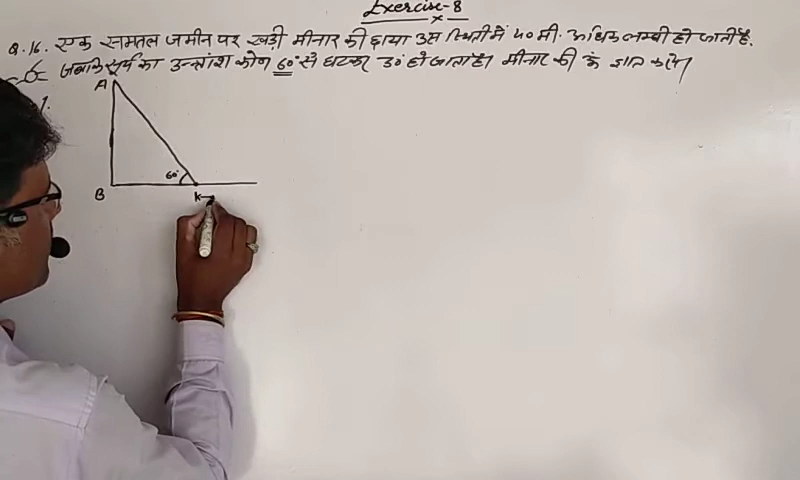 Exercise-8
Q.16. एक समतल जमीन पर खड़ी मीनार की छाया उस स्थिती में 40 मी. अधिक लम्बी हो जाती है.
जबकि सूर्य का उन्नतांश कोण 60° से घटकर 30° हो जाता है। मीनार की ऊँ ज्ञात करो।
A
B
60°
K